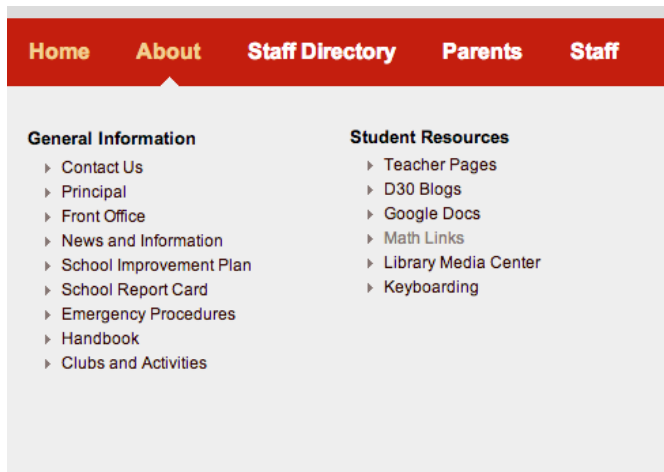 Home About Staff Directory Parents Staff
General Information
Contact Us
Principal
Front Office
News and Information
School Improvement Plan
School Report Card
Emergency Procedures
Handbook
Clubs and Activities
Student Resources
Teacher Pages
D30 Blogs
Google Docs
Math Links
Library Media Center
Keyboarding